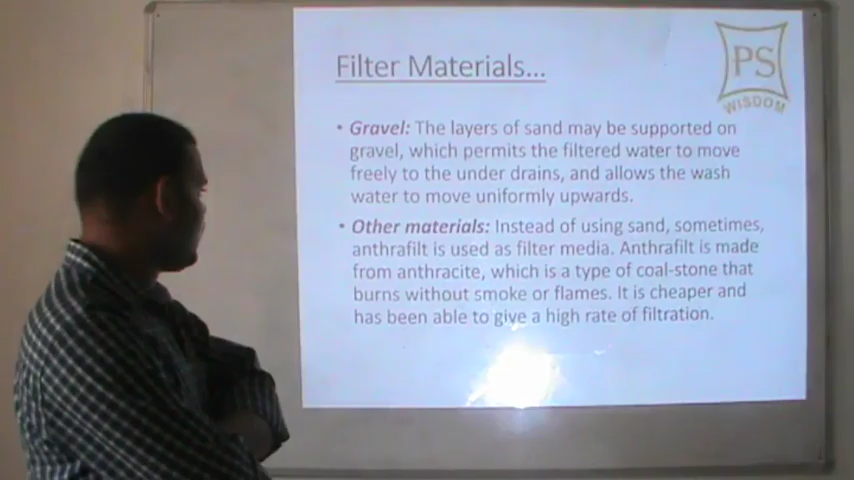 PS
WISDOM
Filter Materials...
• Gravel: The layers of sand may be supported on
gravel, which permits the filtered water to move
freely to the under drains, and allows the wash
water to move uniformly upwards.
• Other materials: Instead of using sand, sometimes,
anthrafilt is used as filter media. Anthrafilt is made
from anthracite, which is a type of coal-stone that
burns without smoke or flames. It is cheaper and
has been able to give a high rate of filtration.